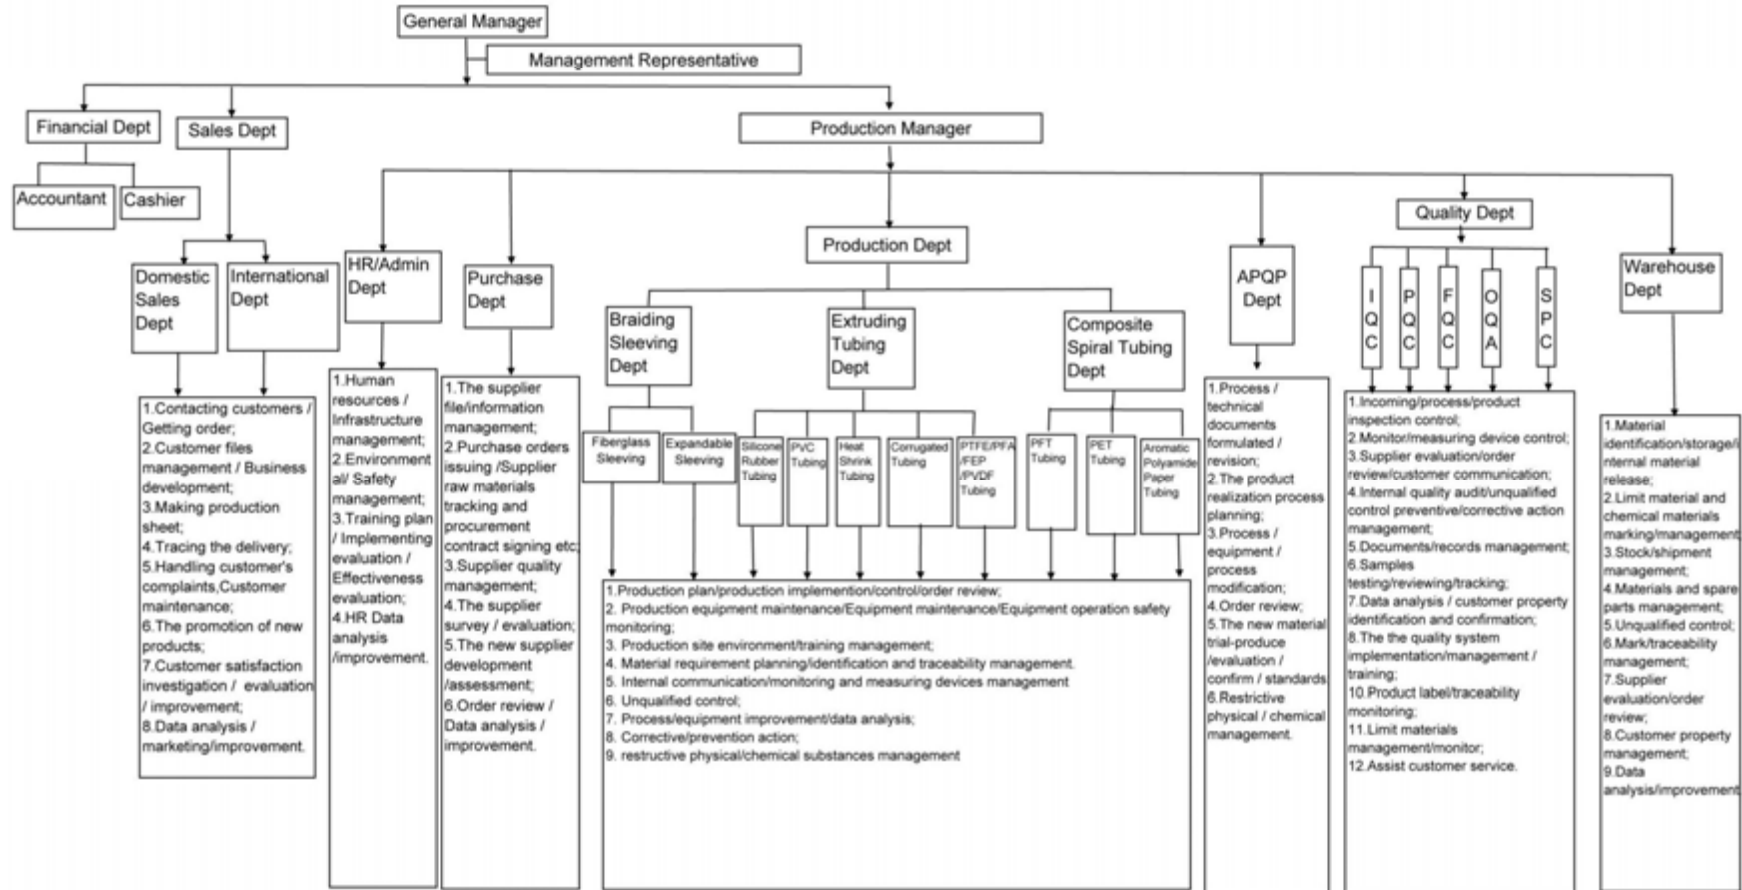 General Manager
Management Representative
Financial Dept
Sales Dept
Production Manager
Accountant
Cashier
Quality Dept
Production Dept
Domestic
Sales
Dept
International
Dept
HR/Admin
Dept
Purchase
Dept
APQP
Dept
IQC
PQC
FQC
OQA
SPC
Warehouse
Dept
Braiding
Sleeving
Dept
Extruding
Tubing
Dept
Composite
Spiral Tubing
Dept
Fiberglass
Sleeving
Expandable
Sleeving
Silicone
Rubber
Tubing
PVC
Tubing
Heat
Shrink
Tubing
Corrugated
Tubing
PTFE/PFA
/FEP
/PVDF
Tubing
PFT
Tubing
PET
Tubing
Aromatic
Polyamide
Paper
Tubing
1.Contacting customers /
Getting order;
2.Customer files
management / Business
development;
3.Making production
sheet;
4.Tracing the delivery;
5.Handling customer's
complaints,Customer
maintenance;
6.The promotion of new
products;
7.Customer satisfaction
investigation / evaluation
/ improvement;
8.Data analysis /
marketing/improvement.
1.Human
resources /
Infrastructure
management;
2.Environment
al/ Safety
management;
3.Training plan
/ Implementing
evaluation /
Effectiveness
evaluation;
4.HR Data
analysis
/improvement.
1.The supplier
file/information
management;
2.Purchase orders
issuing /Supplier
raw materials
tracking and
procurement
contract signing etc;
3.Supplier quality
management;
4.The supplier
survey / evaluation;
5.The new supplier
development
/assessment;
6.Order review /
Data analysis /
improvement.
1.Production plan/production implemention/control/order review;
2. Production equipment maintenance/Equipment maintenance/Equipment operation safety
monitoring;
3. Production site environment/training management;
4. Material requirement planning/identification and traceability management.
5. Internal communication/monitoring and measuring devices management
6. Unqualified control;
7. Process/equipment improvement/data analysis;
8. Corrective/prevention action;
9. restructive physical/chemical substances management
1.Process /
technical
documents
formulated /
revision;
2.The product
realization process
planning;
3.Process /
equipment /
process
modification;
4.Order review;
5.The new material
trial-produce
/evaluation /
confirm / standards
6.Restrictive
physical / chemical
management.
1.Incoming/process/product
inspection control;
2.Monitor/measuring device control;
3.Supplier evaluation/order
review/customer communication;
4.Internal quality audit/unqualified
control preventive/corrective action
management;
5.Documents/records management;
6.Samples
testing/reviewing/tracking;
7.Data analysis / customer property
identification and confirmation;
8.The the quality system
implementation/management /
training;
10.Product label/traceability
monitoring;
11.Limit materials
management/monitor;
12.Assist customer service.
1.Material
identification/storage/i
nternal material
release;
2.Limit material and
chemical materials
marking/management
3.Stock/shipment
management;
4.Materials and spare
parts management;
5.Unqualified control;
6.Mark/traceability
management;
7.Supplier
evaluation/order
review;
8.Customer property
management;
9.Data
analysis/improvement